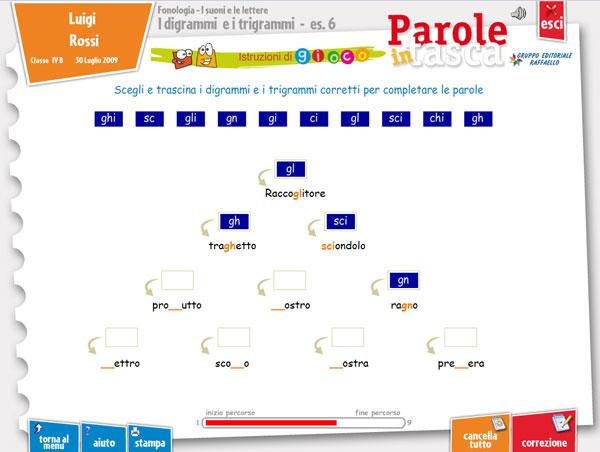 Luigi
Rossi
Classe IV B 30 Luglio 2009
Fonologia - I suoni e le lettere
I digrammi e i trigrammi - es. 6
Istruzioni di gioco
Parole
in tasca
GRUPPO EDITORIALE
RAFFAELLO
esci
Scegli e trascina i digrammi e i trigrammi corretti per completare le parole
ghi sc gli gn gi ci gl sci chi gh
gl
Raccoglitore
gh sci
traghetto sciondolo
gn
pro__utto __ostro ragno
__ettro sco__o __ostra pre__era
inizio percorso fine percorso
1 9
torna al
menu
aiuto
stampa
cancella
tutto
correzione